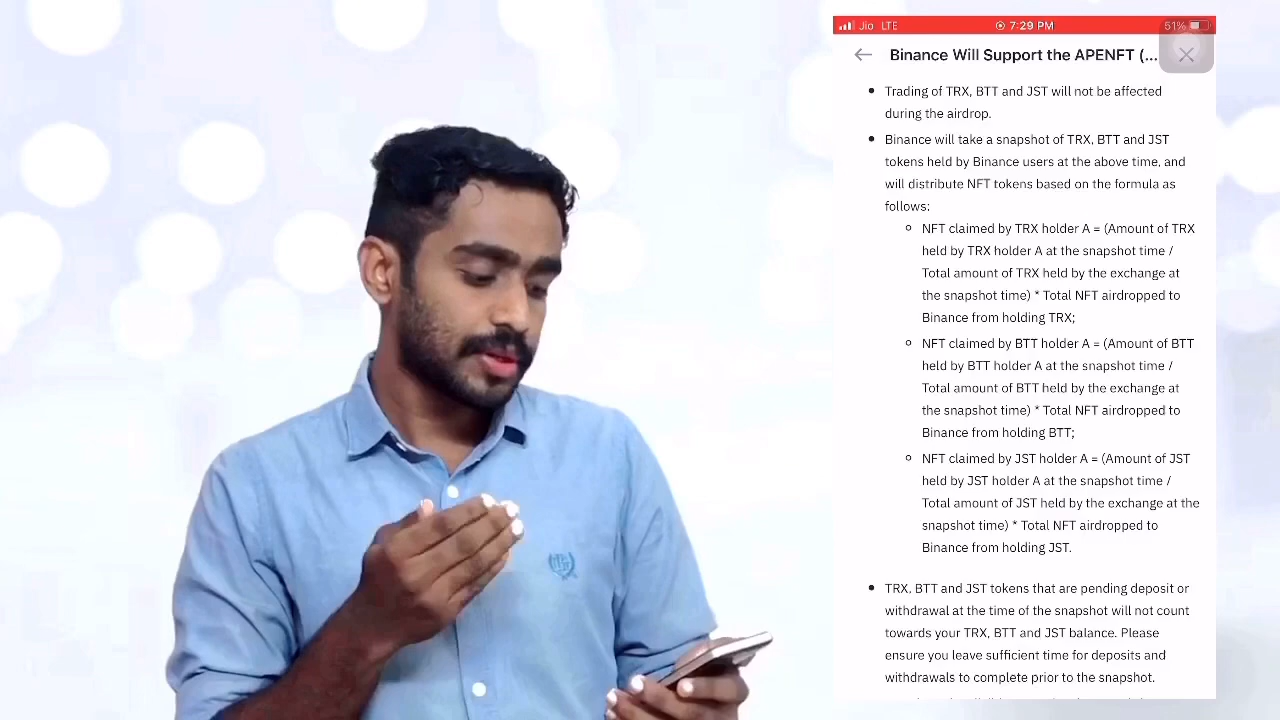 Jio LTE 7:29 PM 51%
Binance Will Support the APENFT (...
Trading of TRX, BTT and JST will not be affected
during the airdrop.
Binance will take a snapshot of TRX, BTT and JST
tokens held by Binance users at the above time, and
will distribute NFT tokens based on the formula as
follows:
NFT claimed by TRX holder A = (Amount of TRX
held by TRX holder A at the snapshot time /
Total amount of TRX held by the exchange at
the snapshot time) * Total NFT airdropped to
Binance from holding TRX;
NFT claimed by BTT holder A = (Amount of BTT
held by BTT holder A at the snapshot time /
Total amount of BTT held by the exchange at
the snapshot time) * Total NFT airdropped to
Binance from holding BTT;
NFT claimed by JST holder A = (Amount of JST
held by JST holder A at the snapshot time /
Total amount of JST held by the exchange at the
snapshot time) * Total NFT airdropped to
Binance from holding JST.
TRX, BTT and JST tokens that are pending deposit or
withdrawal at the time of the snapshot will not count
towards your TRX, BTT and JST balance. Please
ensure you leave sufficient time for deposits and
withdrawals to complete prior to the snapshot.